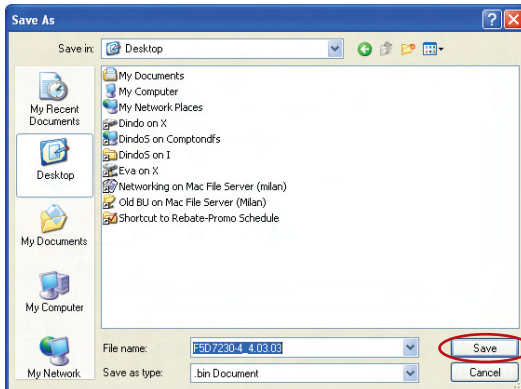 Save As
Save in:
Desktop
My Recent
Documents
Desktop
My Documents
My Computer
My Network
My Documents
My Computer
My Network Places
Dindo on X
DindoS on Comptondfs
DindoS on I
Eva on X
Networking on Mac File Server (milan)
Old BU on Mac File Server (Milan)
Shortcut to Rebate-Promo Schedule
File name:
F5D7230-4_4.03.03
Save
Save as type:
.bin Document
Cancel